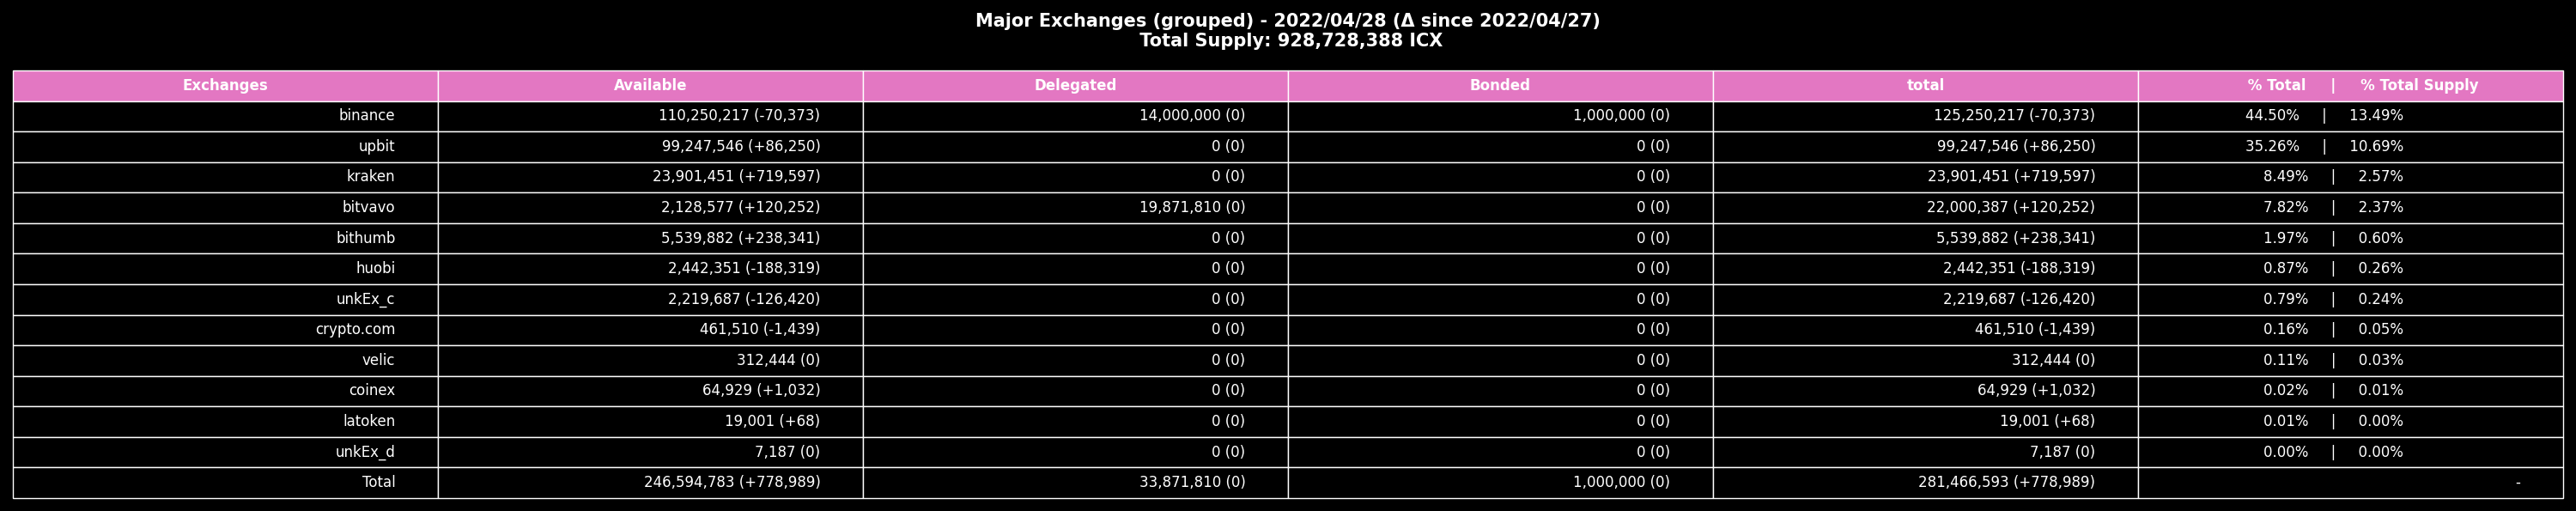 Major Exchanges (grouped) - 2022/04/28 (Δ since 2022/04/27)
Total Supply: 928,728,388 ICX
Exchanges Available Delegated Bonded total % Total | % Total Supply
binance 110,250,217 (-70,373) 14,000,000 (0) 1,000,000 (0) 125,250,217 (-70,373) 44.50% | 13.49%
upbit 99,247,546 (+86,250) 0 (0) 0 (0) 99,247,546 (+86,250) 35.26% | 10.69%
kraken 23,901,451 (+719,597) 0 (0) 0 (0) 23,901,451 (+719,597) 8.49% | 2.57%
bitvavo 2,128,577 (+120,252) 19,871,810 (0) 0 (0) 22,000,387 (+120,252) 7.82% | 2.37%
bithumb 5,539,882 (+238,341) 0 (0) 0 (0) 5,539,882 (+238,341) 1.97% | 0.60%
huobi 2,442,351 (-188,319) 0 (0) 0 (0) 2,442,351 (-188,319) 0.87% | 0.26%
unkEx_c 2,219,687 (-126,420) 0 (0) 0 (0) 2,219,687 (-126,420) 0.79% | 0.24%
crypto.com 461,510 (-1,439) 0 (0) 0 (0) 461,510 (-1,439) 0.16% | 0.05%
velic 312,444 (0) 0 (0) 0 (0) 312,444 (0) 0.11% | 0.03%
coinex 64,929 (+1,032) 0 (0) 0 (0) 64,929 (+1,032) 0.02% | 0.01%
latoken 19,001 (+68) 0 (0) 0 (0) 19,001 (+68) 0.01% | 0.00%
unkEx_d 7,187 (0) 0 (0) 0 (0) 7,187 (0) 0.00% | 0.00%
Total 246,594,783 (+778,989) 33,871,810 (0) 1,000,000 (0) 281,466,593 (+778,989) -